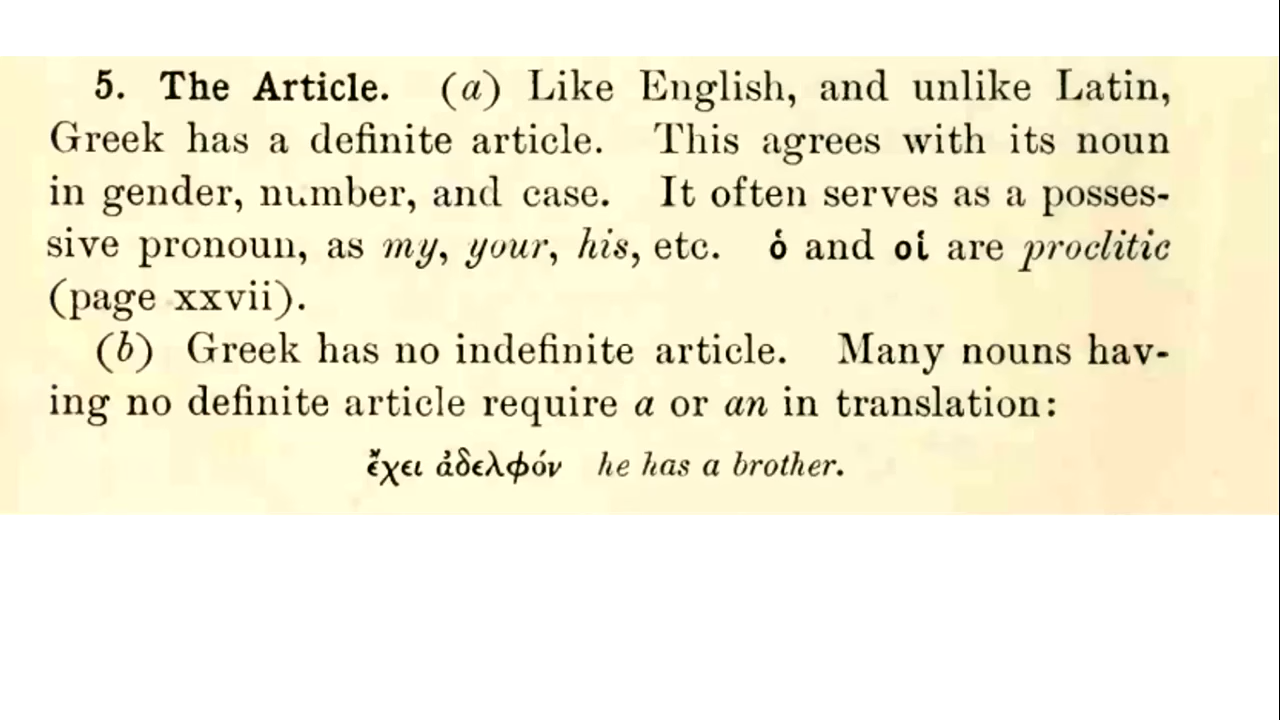 5. The Article. (a) Like English, and unlike Latin,
Greek has a definite article. This agrees with its noun
in gender, number, and case. It often serves as a posses-
sive pronoun, as my, your, his, etc. ὁ and οἱ are proclitic
(page xxvii).
(b) Greek has no indefinite article. Many nouns hav-
ing no definite article require a or an in translation:
ἔχει ἀδελφόν he has a brother.